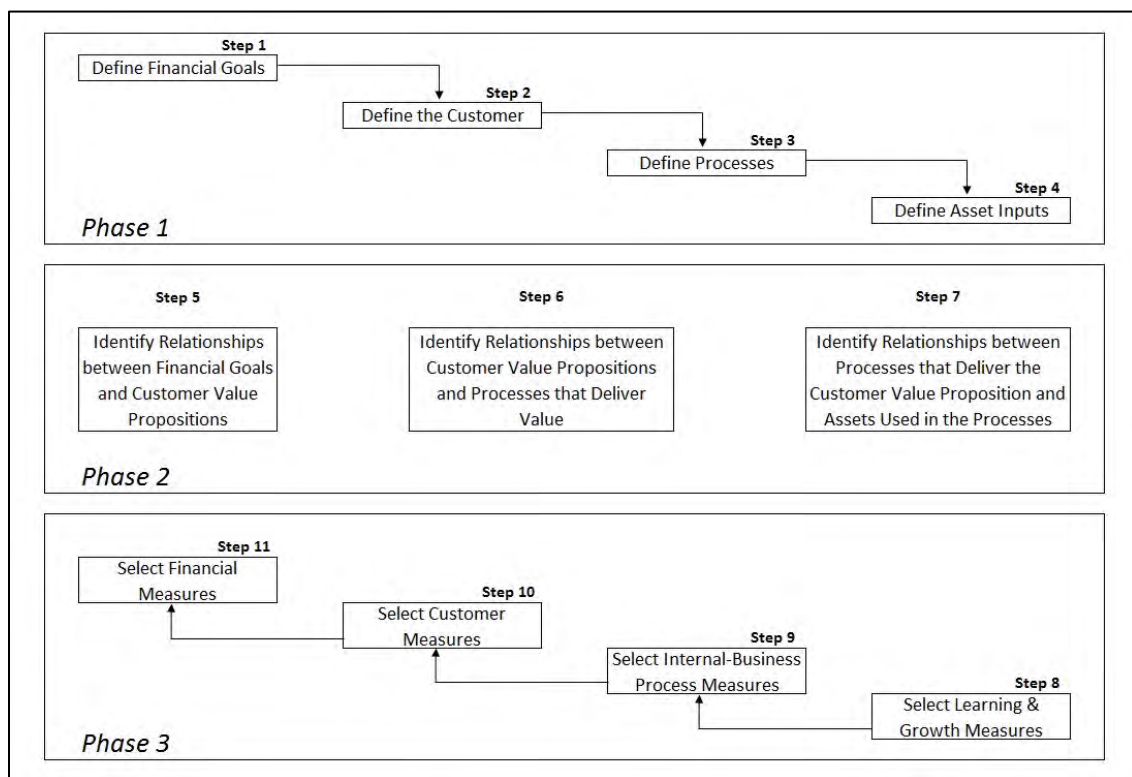 Step 1
Define Financial Goals
Step 2
Define the Customer
Step 3
Define Processes
Step 4
Define Asset Inputs
Phase 1
Step 5
Identify Relationships
between Financial Goals
and Customer Value
Propositions
Step 6
Identify Relationships between
Customer Value Propositions
and Processes that Deliver
Value
Step 7
Identify Relationships between
Processes that Deliver the
Customer Value Proposition and
Assets Used in the Processes
Phase 2
Step 11
Select Financial
Measures
Step 10
Select Customer
Measures
Step 9
Select Internal-Business
Process Measures
Step 8
Select Learning &
Growth Measures
Phase 3